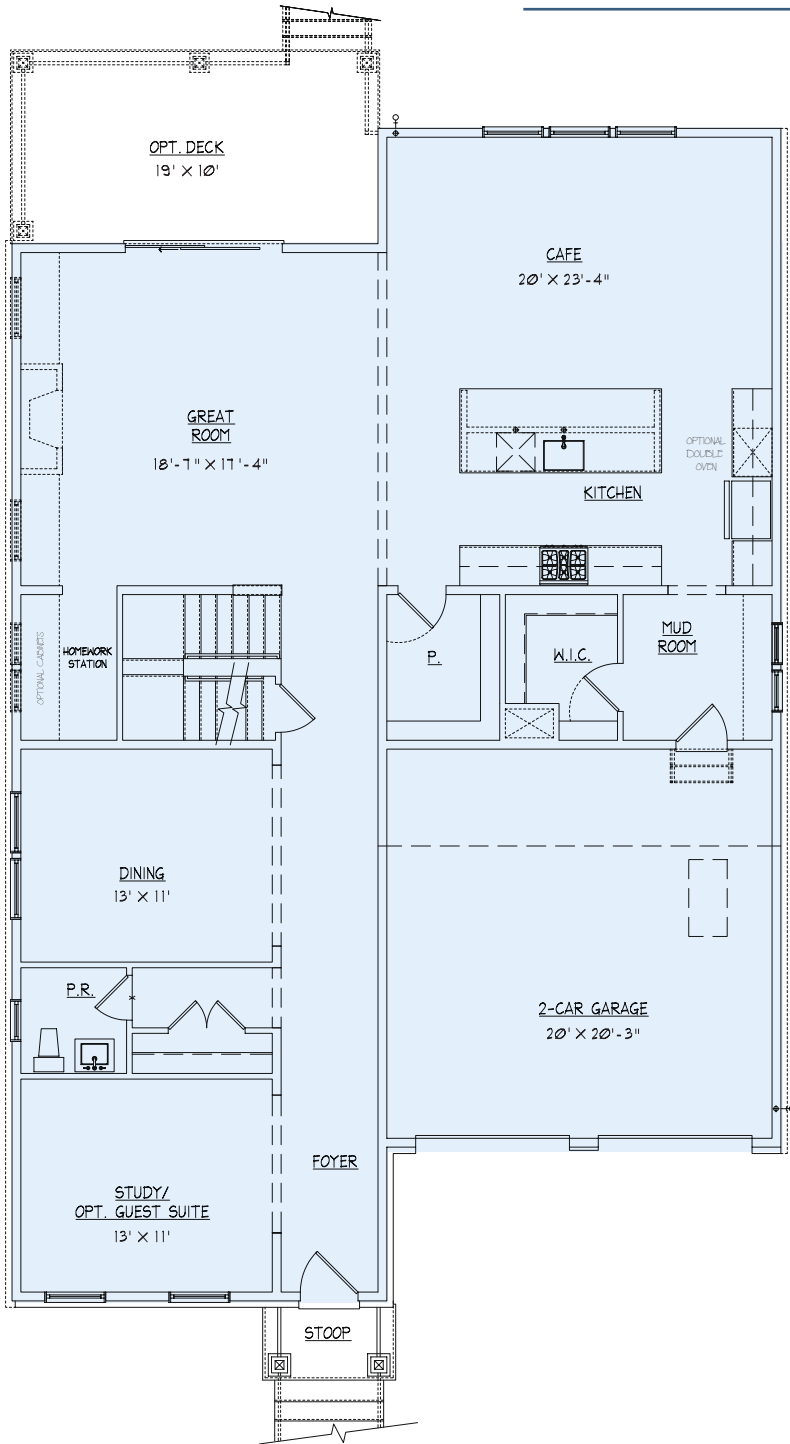 OPT. DECK
19' X 10'
CAFE
20' X 23'-4"
GREAT
ROOM
18'-7" X 17'-4"
OPTIONAL
DOUBLE
OVEN
KITCHEN
OPTIONAL CABINETS
HOMEWORK
STATION
P.
W.I.C.
MUD
ROOM
DINING
13' X 11'
P.R.
2-CAR GARAGE
20' X 20'-3"
FOYER
STUDY/
OPT. GUEST SUITE
13' X 11'
STOOP